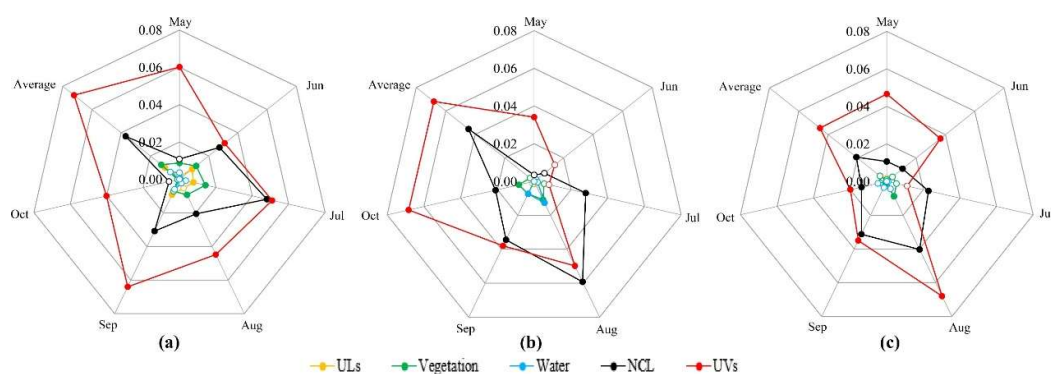 May
0.08
0.06
0.04
0.02
0.00
Jun
Jul
Aug
Sep
Oct
Average
(a)
May
0.08
0.06
0.04
0.02
0.00
Jun
Jul
Aug
Sep
Oct
Average
(b)
May
0.08
0.06
0.04
0.02
0.00
Jun
Ju
Aug
Sep
Oct
Average
(c)
ULs Vegetation Water NCL UVs